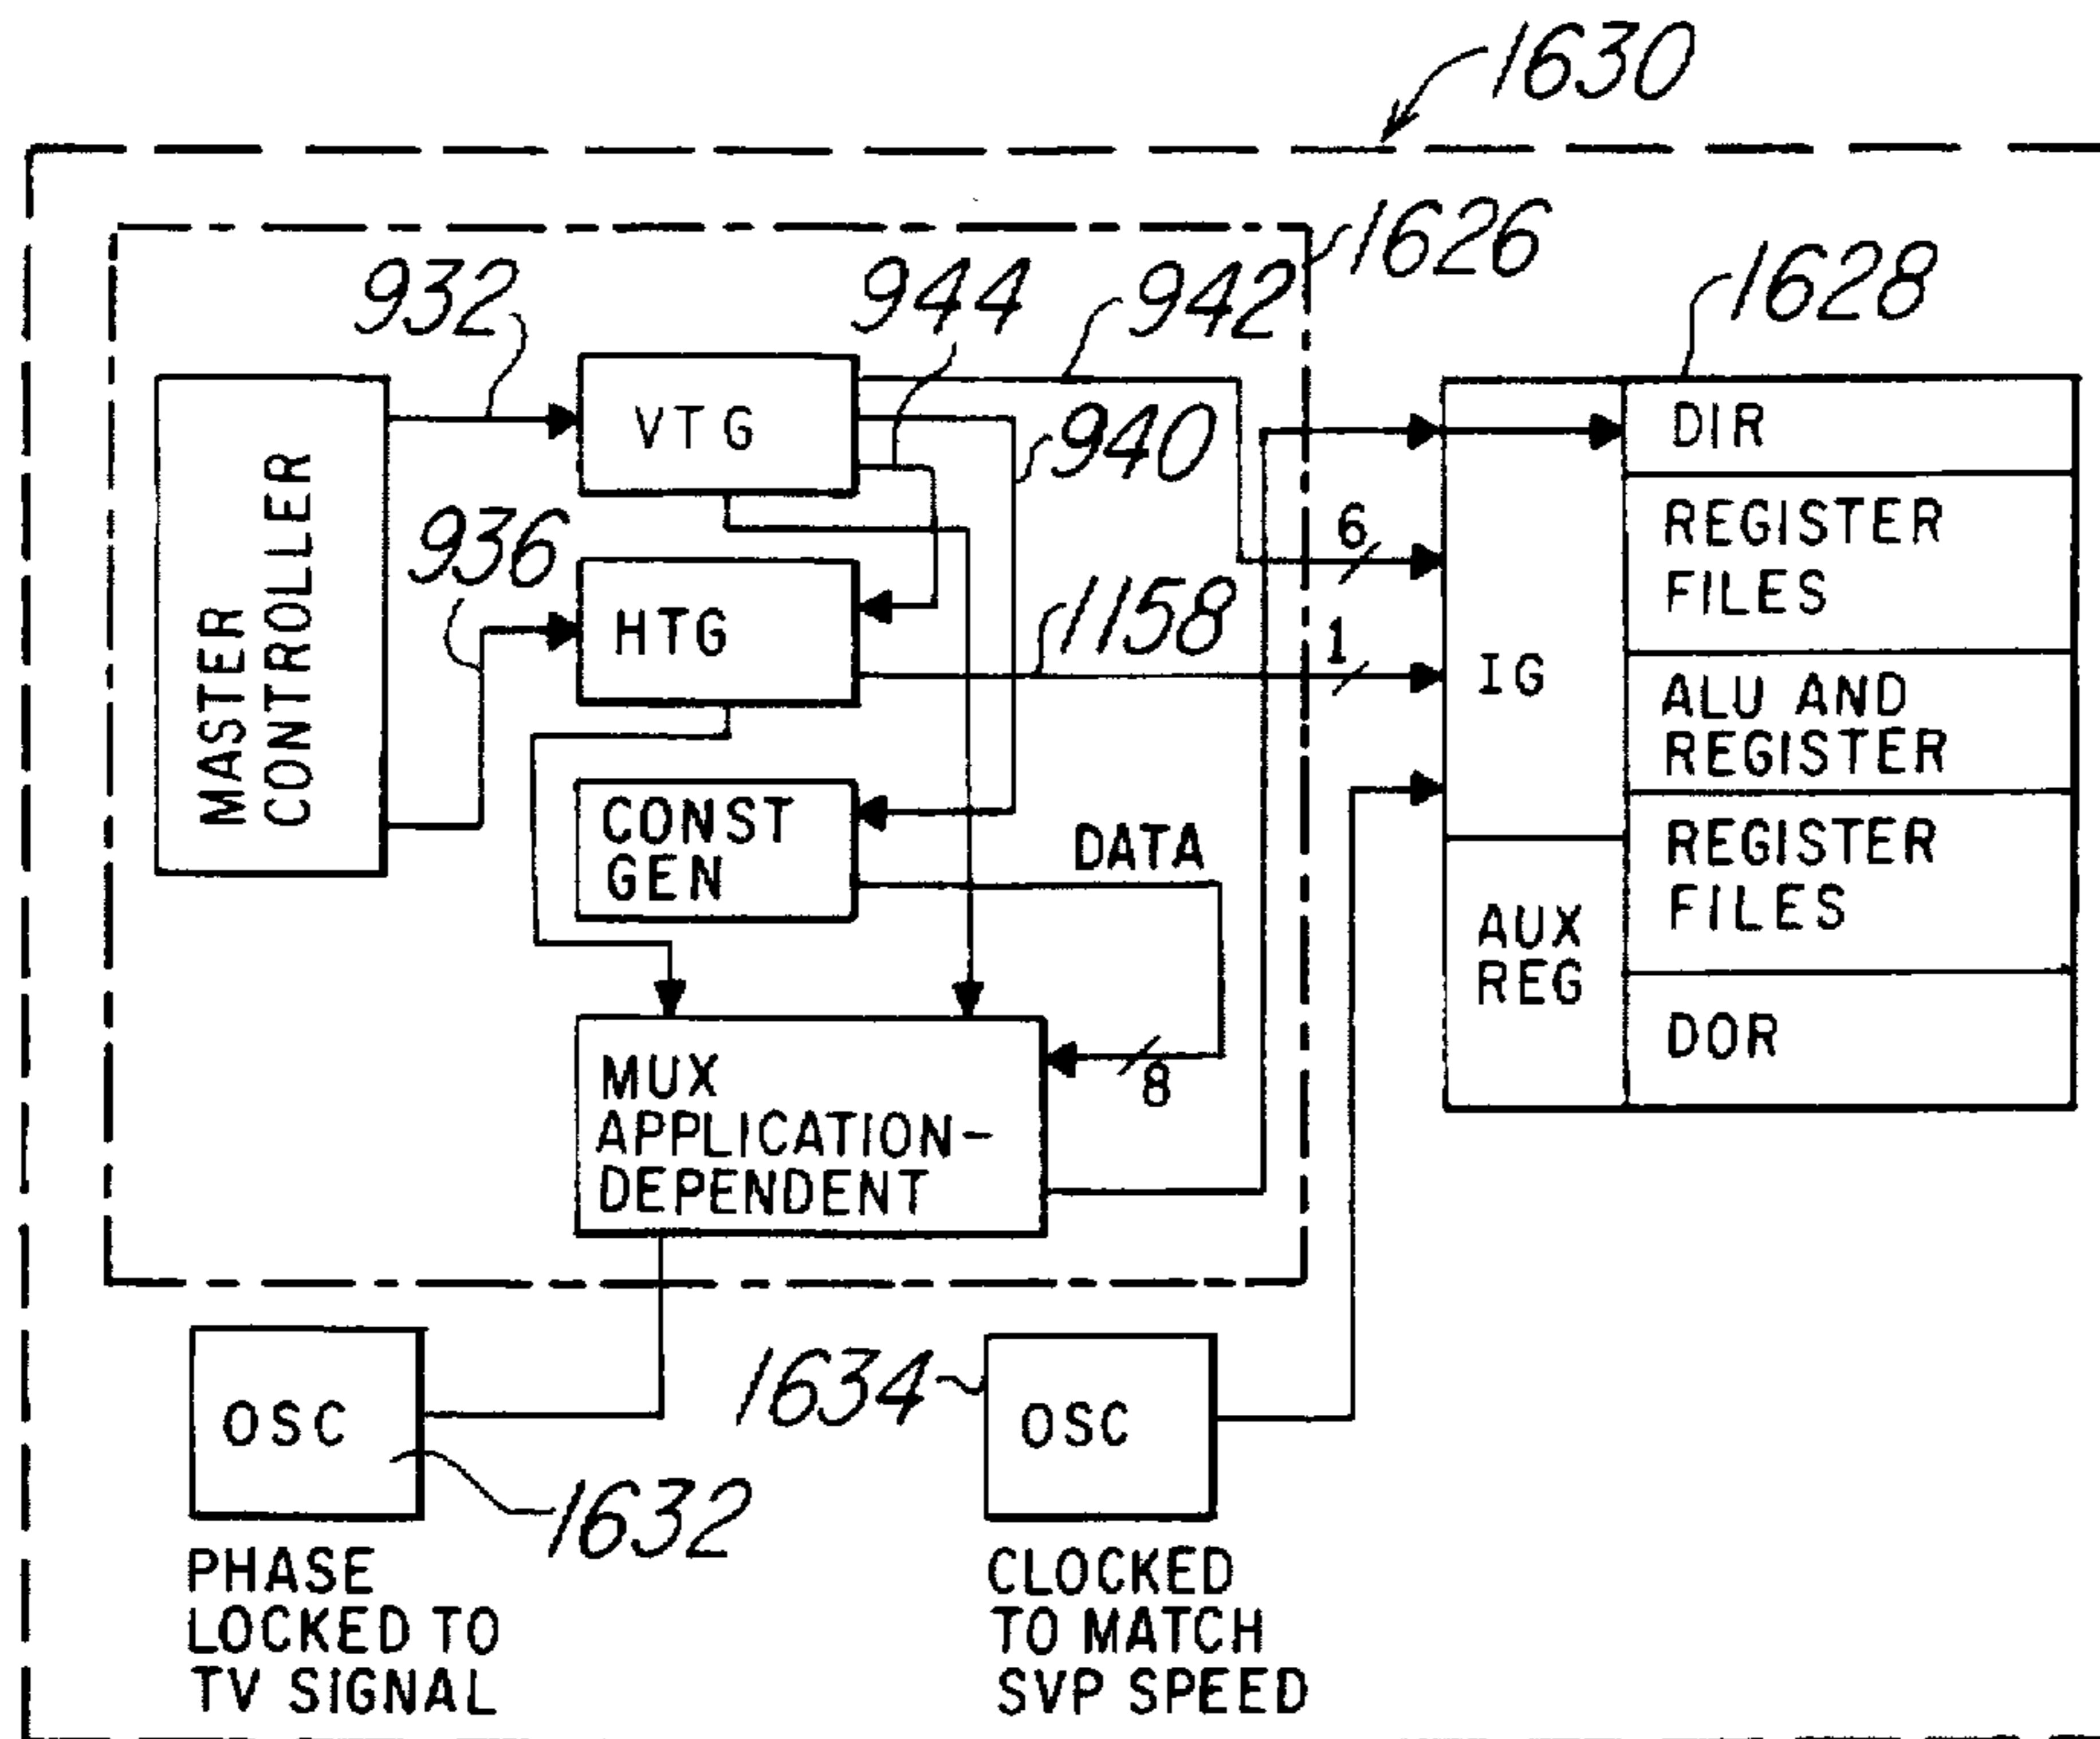 1630
1626
1628
932
944
942
940
936
1158
6
1
8
MASTER
CONTROLLER
VTG
HTG
CONST
GEN
DATA
MUX
APPLICATION-
DEPENDENT
IG
AUX
REG
DIR
REGISTER
FILES
ALU AND
REGISTER
REGISTER
FILES
DOR
OSC
1632
PHASE
LOCKED TO
TV SIGNAL
1634
OSC
CLOCKED
TO MATCH
SVP SPEED